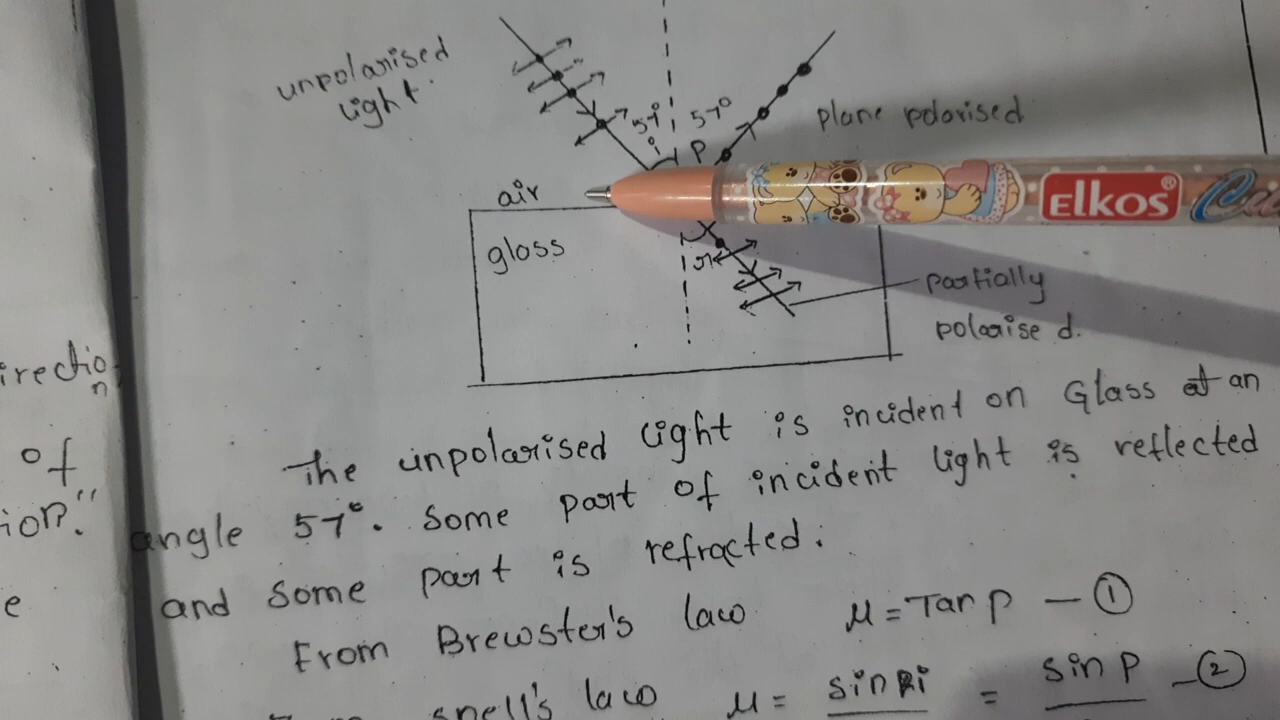 unpolarised
light
57°
57°
i
p
plane polarised
air
Elkos
glass
r
partially
polarised.
irectio
n
of
ion."
e
The unpolarised light is incident on Glass at an
angle 57°. Some part of incident light is reflected
and some part is refracted.
From Brewster's law μ = Tan p — ①
snell's law μ = sin i = sin p — ②